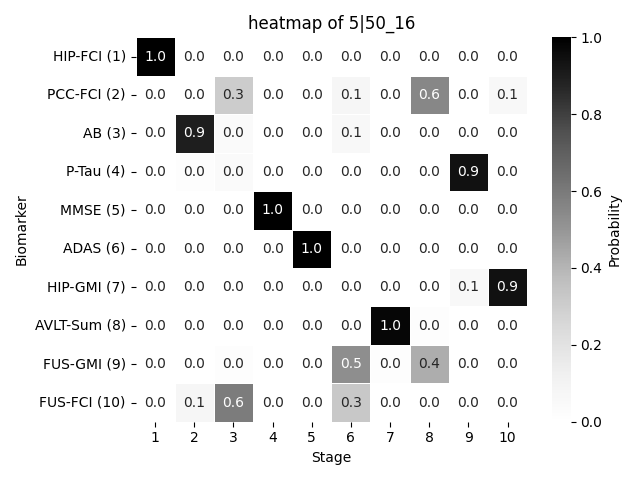 heatmap of 5|50_16
HIP-FCI (1) 1.0 0.0 0.0 0.0 0.0 0.0 0.0 0.0 0.0 0.0
PCC-FCI (2) 0.0 0.0 0.3 0.0 0.0 0.1 0.0 0.6 0.0 0.1
AB (3) 0.0 0.9 0.0 0.0 0.0 0.1 0.0 0.0 0.0 0.0
P-Tau (4) 0.0 0.0 0.0 0.0 0.0 0.0 0.0 0.0 0.9 0.0
MMSE (5) 0.0 0.0 0.0 1.0 0.0 0.0 0.0 0.0 0.0 0.0
ADAS (6) 0.0 0.0 0.0 0.0 1.0 0.0 0.0 0.0 0.0 0.0
HIP-GMI (7) 0.0 0.0 0.0 0.0 0.0 0.0 0.0 0.0 0.1 0.9
AVLT-Sum (8) 0.0 0.0 0.0 0.0 0.0 0.0 1.0 0.0 0.0 0.0
FUS-GMI (9) 0.0 0.0 0.0 0.0 0.0 0.5 0.0 0.4 0.0 0.0
FUS-FCI (10) 0.0 0.1 0.6 0.0 0.0 0.3 0.0 0.0 0.0 0.0
1 2 3 4 5 6 7 8 9 10
Stage
Biomarker
1.0
0.8
0.6
0.4
0.2
0.0
Probability